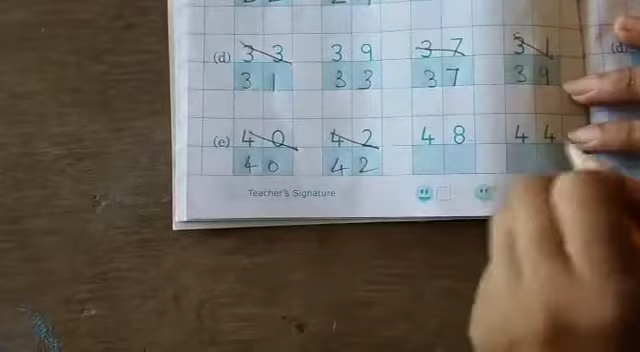 (d) 33 39 37 31
31 33 37 39
(e) 40 42 48 44
40 42
Teacher's Signature